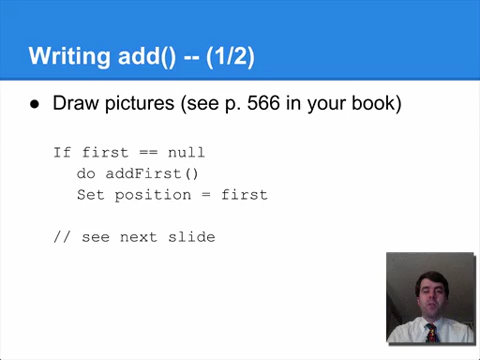 Writing add() -- (1/2)
● Draw pictures (see p. 566 in your book)
If first == null
do addFirst()
Set position = first
// see next slide